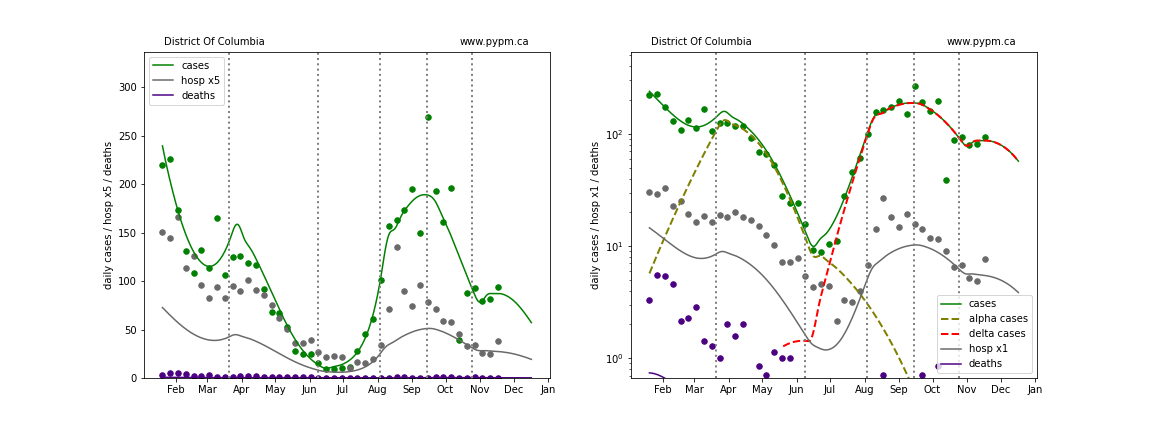 District Of Columbia
www.pypm.ca
cases
hosp x5
deaths
daily cases / hosp x5 / deaths
300
250
200
150
100
50
0
Feb Mar Apr May Jun Jul Aug Sep Oct Nov Dec Jan
District Of Columbia
www.pypm.ca
daily cases / hosp x1 / deaths
10²
10¹
10⁰
cases
alpha cases
delta cases
hosp x1
deaths
Feb Mar Apr May Jun Jul Aug Sep Oct Nov Dec Jan